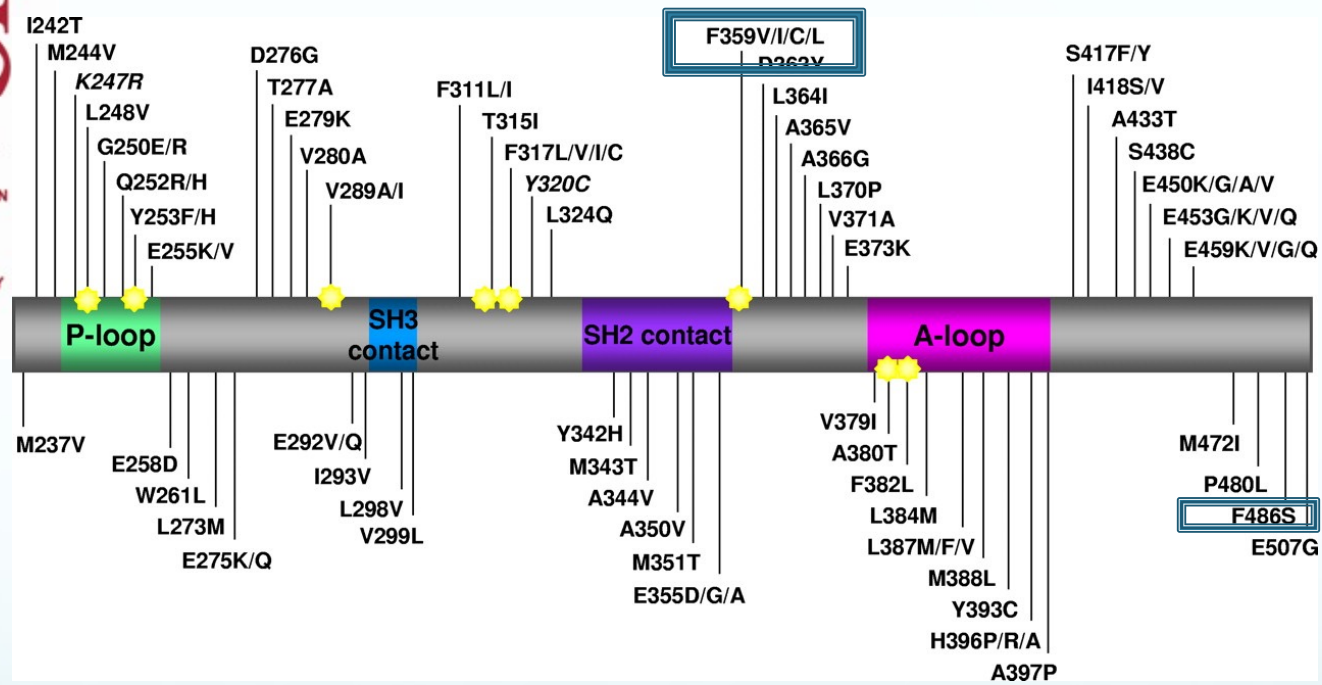 I242T
M244V
K247R
L248V
G250E/R
Q252R/H
Y253F/H
E255K/V
D276G
T277A
E279K
V280A
V289A/I
F311L/I
T315I
F317L/V/I/C
Y320C
L324Q
F359V/I/C/L
D363Y
L364I
A365V
A366G
L370P
V371A
E373K
S417F/Y
I418S/V
A433T
S438C
E450K/G/A/V
E453G/K/V/Q
E459K/V/G/Q
P-loop
SH3
contact
SH2 contact
A-loop
M237V
E258D
W261L
L273M
E275K/Q
E292V/Q
I293V
L298V
V299L
Y342H
M343T
A344V
A350V
M351T
E355D/G/A
V379I
A380T
F382L
L384M
L387M/F/V
M388L
Y393C
H396P/R/A
A397P
M472I
P480L
F486S
E507G